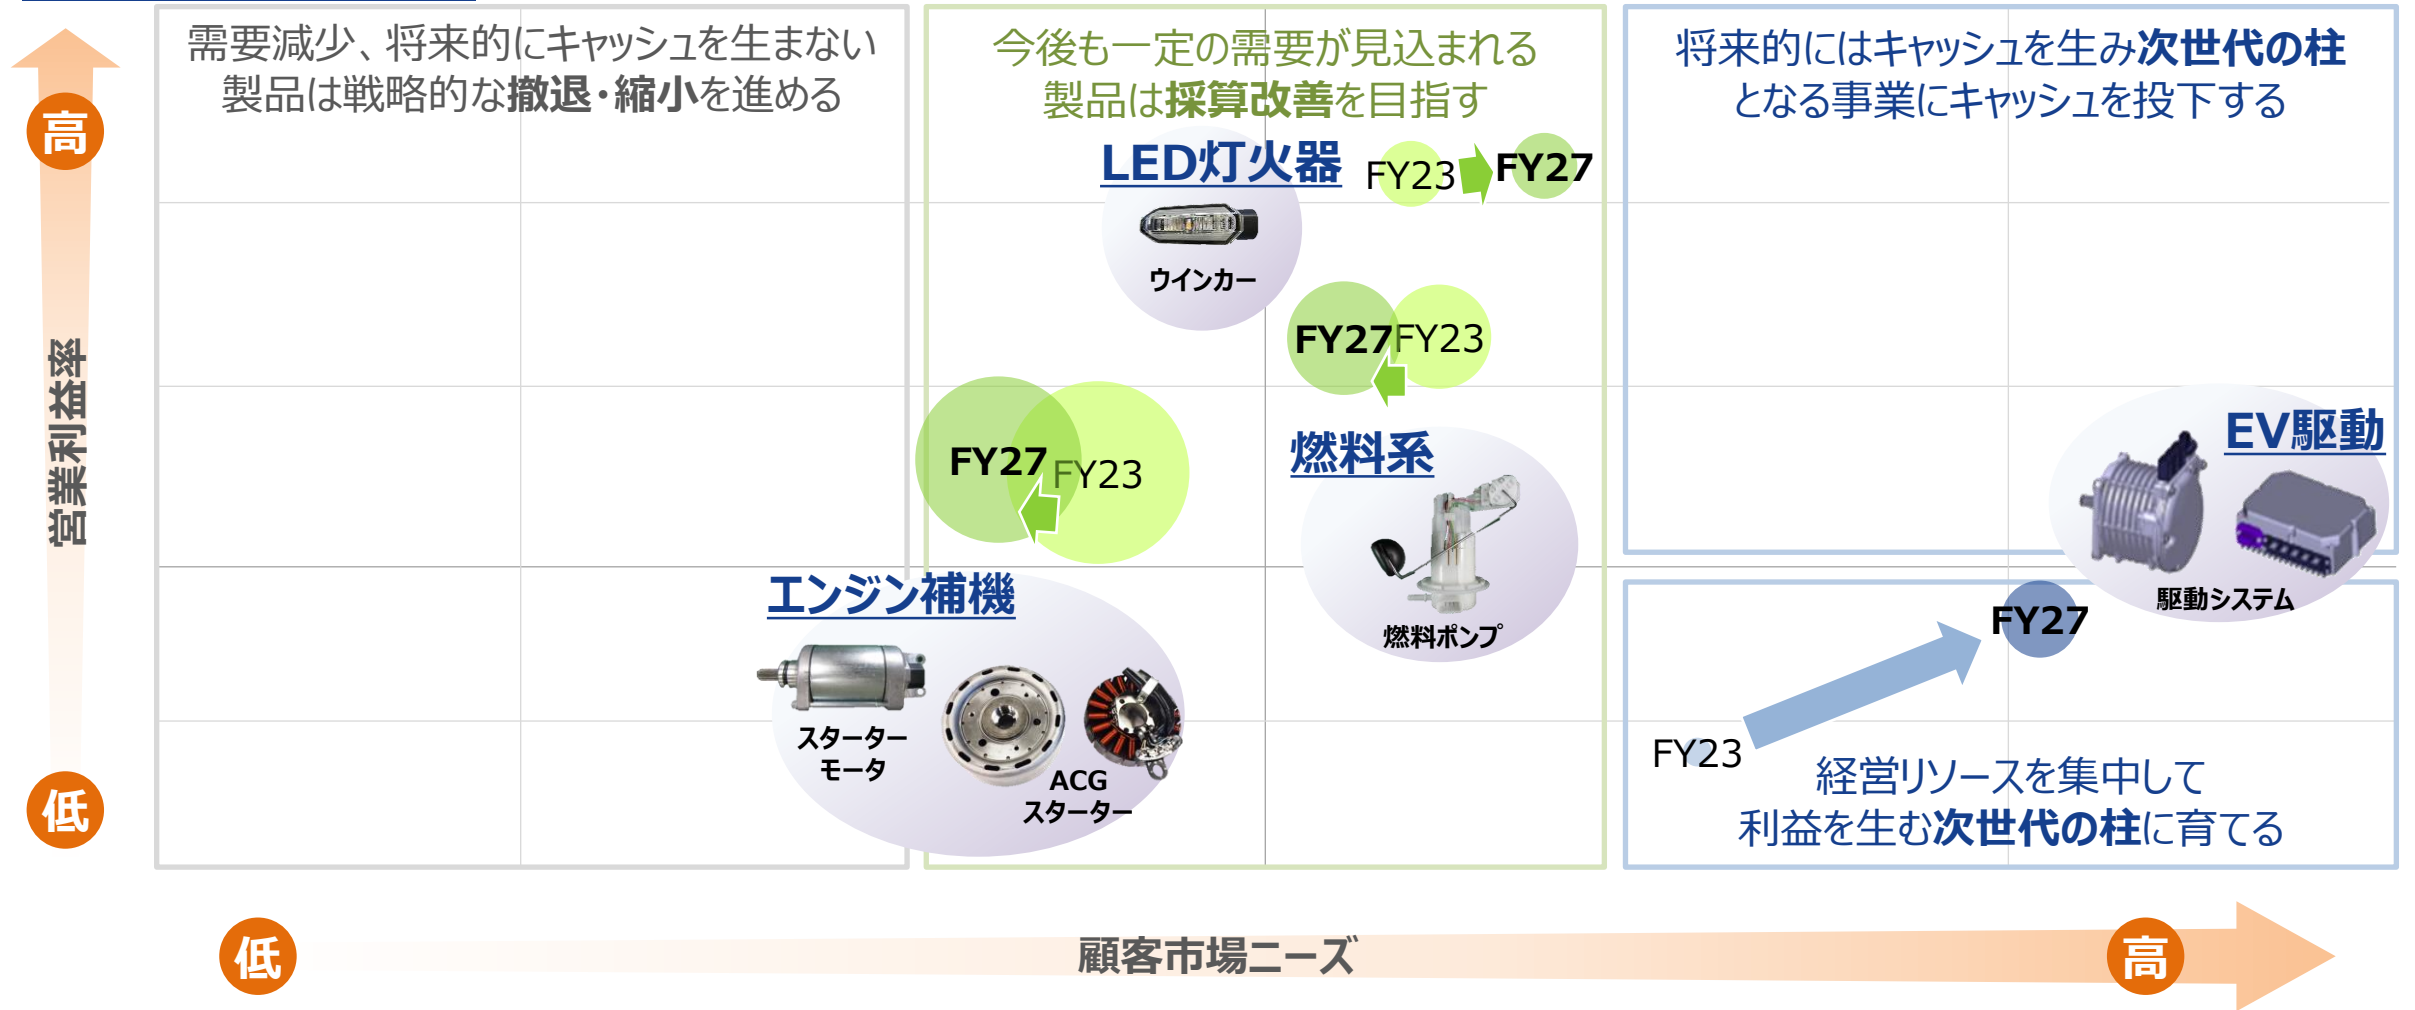 需要減少、将来的にキャッシュを生まない
製品は戦略的な撤退・縮小を進める
今後も一定の需要が見込まれる
製品は採算改善を目指す
将来的にはキャッシュを生み次世代の柱
となる事業にキャッシュを投下する
高
営業利益率
低
LED灯火器
FY23
FY27
ウインカー
FY27
FY23
燃料系
燃料ポンプ
FY27
FY23
エンジン補機
スターター
モータ
ACG
スターター
EV駆動
駆動システム
FY27
FY23
経営リソースを集中して
利益を生む次世代の柱に育てる
低
顧客市場ニーズ
高